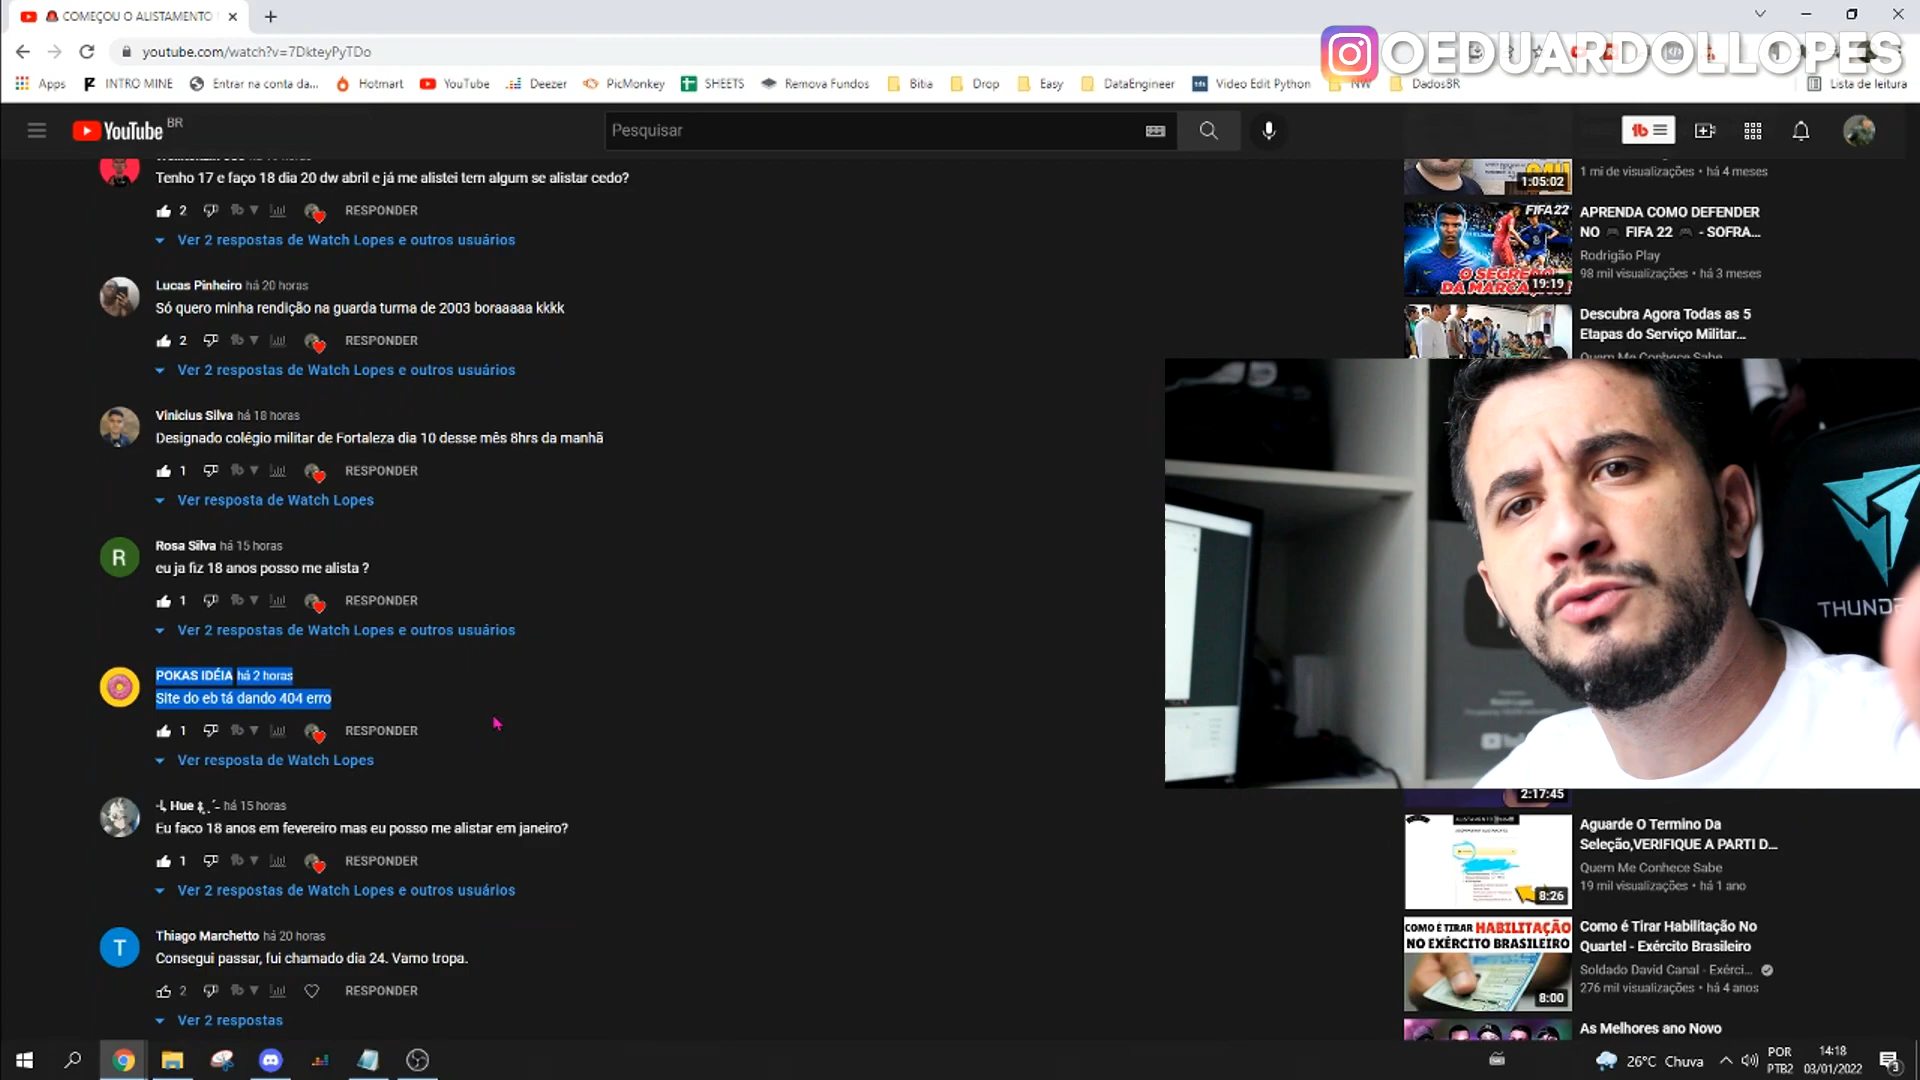 COMEÇOU O ALISTAMENTO
OEDUARDOLLOPES
youtube.com/watch?v=7DkteyPyTDo
Apps
INTRO MINE
Entrar na conta da...
Hotmart
YouTube
Deezer
PicMonkey
SHEETS
Remova Fundos
Bitia
Drop
Easy
DataEngineer
Video Edit Python
NW
DadosBR
Lista de leitura
YouTube BR
Pesquisar
Tenho 17 e faço 18 dia 20 dw abril e já me alistei tem algum se alistar cedo?
2 RESPONDER
Ver 2 respostas de Watch Lopes e outros usuários
Lucas Pinheiro há 20 horas
Só quero minha rendição na guarda turma de 2003 boraaaaa kkkk
2 RESPONDER
Ver 2 respostas de Watch Lopes e outros usuários
Vinicius Silva há 18 horas
Designado colégio militar de Fortaleza dia 10 desse mês 8hrs da manhã
1 RESPONDER
Ver resposta de Watch Lopes
R
Rosa Silva há 15 horas
eu ja fiz 18 anos posso me alista ?
1 RESPONDER
Ver 2 respostas de Watch Lopes e outros usuários
POKAS IDÉIA há 2 horas
Site do eb tá dando 404 erro
1 RESPONDER
Ver resposta de Watch Lopes
Hue há 15 horas
Eu faco 18 anos em fevereiro mas eu posso me alistar em janeiro?
1 RESPONDER
Ver 2 respostas de Watch Lopes e outros usuários
T
Thiago Marchetto há 20 horas
Consegui passar, fui chamado dia 24. Vamo tropa.
2 RESPONDER
Ver 2 respostas
1:05:02
1 mi de visualizações • há 4 meses
FIFA 22
O SEGREDO
DA MARCA
19:19
APRENDA COMO DEFENDER
NO 🎮 FIFA 22 🎮 - SOFRA...
Rodrigão Play
98 mil visualizações • há 3 meses
Descubra Agora Todas as 5
Etapas do Serviço Militar...
Quem Me Conhece Sabe
THUND
YouTube
2:17:45
8:26
Aguarde O Termino Da
Seleção,VERIFIQUE A PARTI D...
Quem Me Conhece Sabe
19 mil visualizações • há 1 ano
COMO É TIRAR HABILITAÇÃO
NO EXÉRCITO BRASILEIRO
8:00
Como é Tirar Habilitação No
Quartel - Exército Brasileiro
Soldado David Canal - Exérci...
276 mil visualizações • há 4 anos
As Melhores ano Novo
26°C Chuva
POR
PTB2
14:18
03/01/2022
3